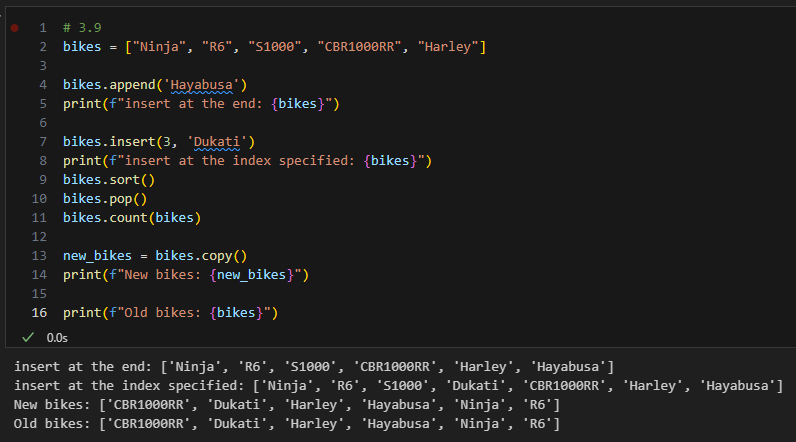 1 # 3.9
2 bikes = ["Ninja", "R6", "S1000", "CBR1000RR", "Harley"]
3
4 bikes.append('Hayabusa')
5 print(f"insert at the end: {bikes}")
6
7 bikes.insert(3, 'Dukati')
8 print(f"insert at the index specified: {bikes}")
9 bikes.sort()
10 bikes.pop()
11 bikes.count(bikes)
12
13 new_bikes = bikes.copy()
14 print(f"New bikes: {new_bikes}")
15
16 print(f"Old bikes: {bikes}")
0.0s
insert at the end: ['Ninja', 'R6', 'S1000', 'CBR1000RR', 'Harley', 'Hayabusa']
insert at the index specified: ['Ninja', 'R6', 'S1000', 'Dukati', 'CBR1000RR', 'Harley', 'Hayabusa']
New bikes: ['CBR1000RR', 'Dukati', 'Harley', 'Hayabusa', 'Ninja', 'R6']
Old bikes: ['CBR1000RR', 'Dukati', 'Harley', 'Hayabusa', 'Ninja', 'R6']